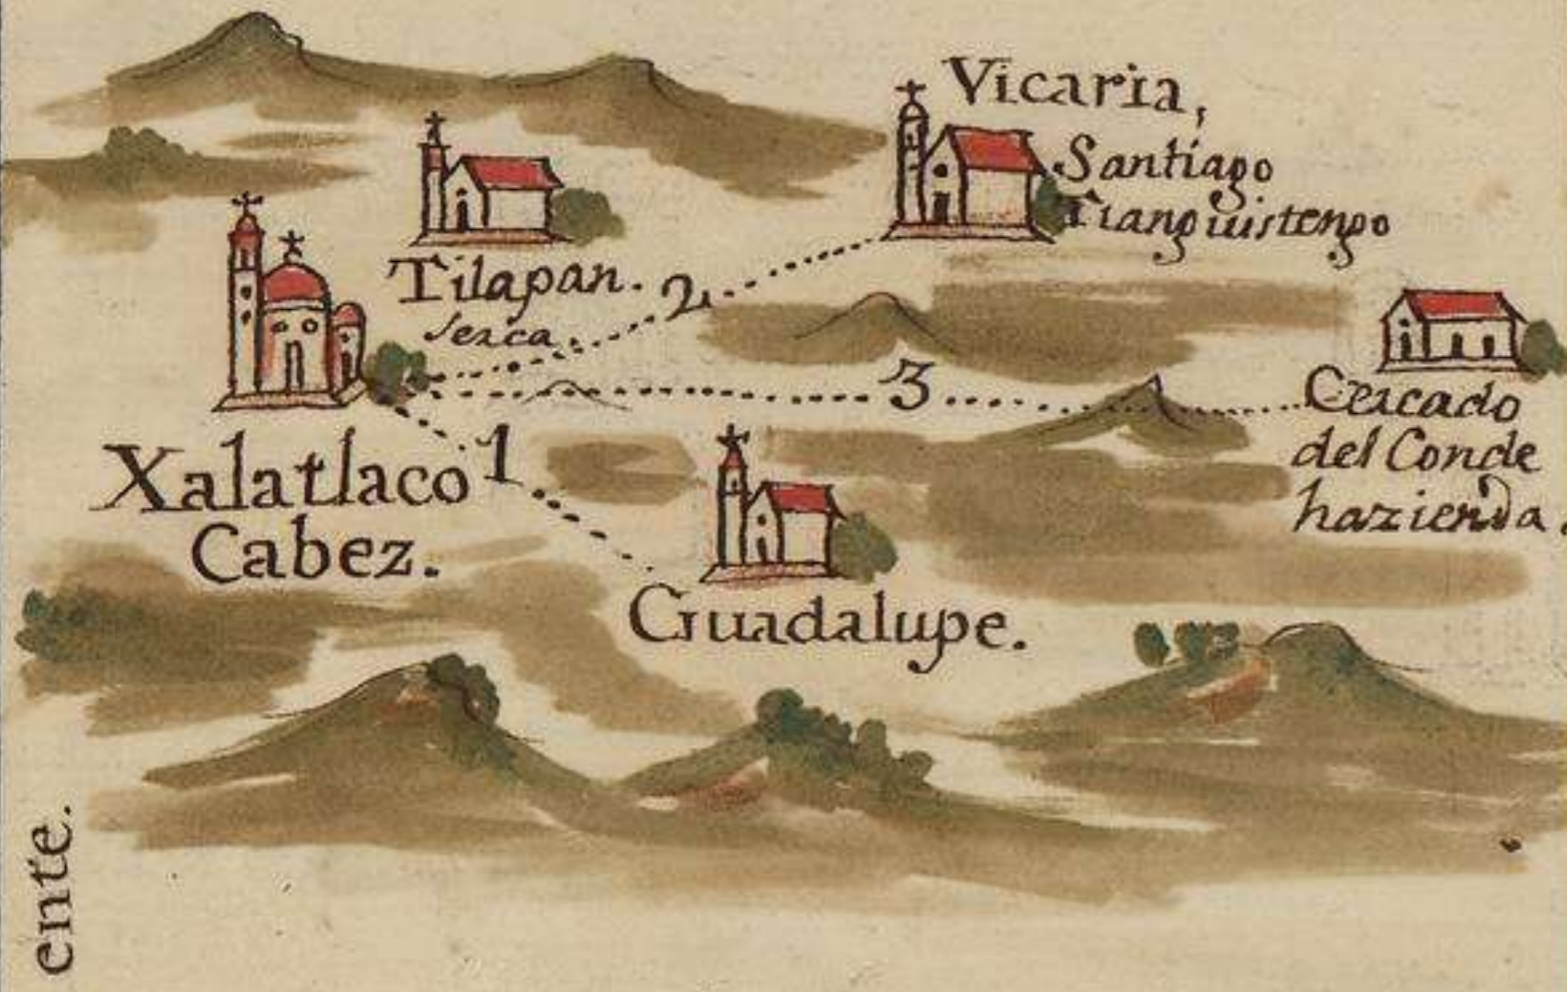 Vicaria,
Santiago
Tianguistengo
Tilapan.
serca.
2
3
Cercado
del Conde
hazienda.
1
Xalatlaco
Cabez.
Guadalupe.
ente.